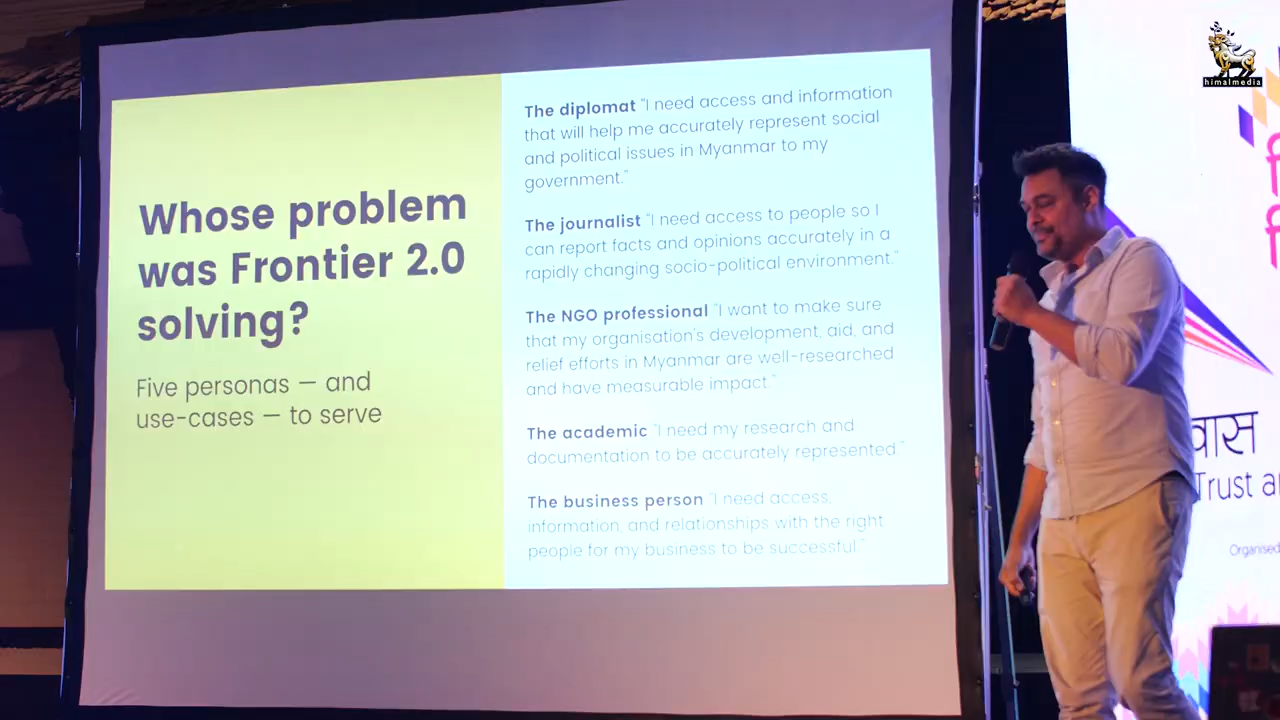 Whose problem
was Frontier 2.0
solving?
Five personas — and
use-cases — to serve
The diplomat "I need access and information
that will help me accurately represent social
and political issues in Myanmar to my
government."
The journalist "I need access to people so I
can report facts and opinions accurately in a
rapidly changing socio-political environment."
The NGO professional "I want to make sure
that my organisation's development, aid, and
relief efforts in Myanmar are well-researched
and have measurable impact."
The academic "I need my research and
documentation to be accurately represented."
The business person "I need access,
information, and relationships with the right
people for my business to be successful."
himalmedia
वास
Trust
Organised